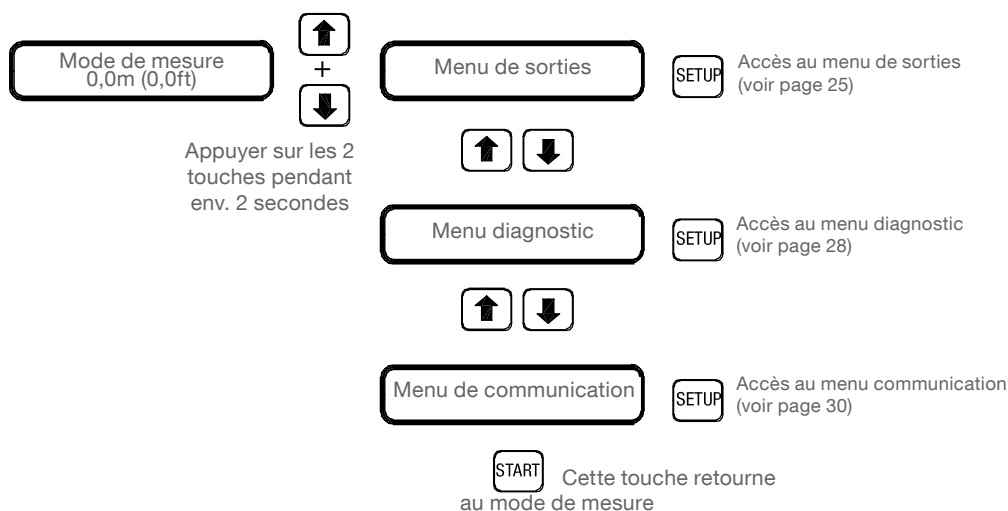 Mode de mesure
0,0m (0,0ft)
+
Appuyer sur les 2
touches pendant
env. 2 secondes
Menu de sorties
SETUP
Accès au menu de sorties
(voir page 25)
Menu diagnostic
SETUP
Accès au menu diagnostic
(voir page 28)
Menu de communication
SETUP
Accès au menu communication
(voir page 30)
START
Cette touche retourne
au mode de mesure